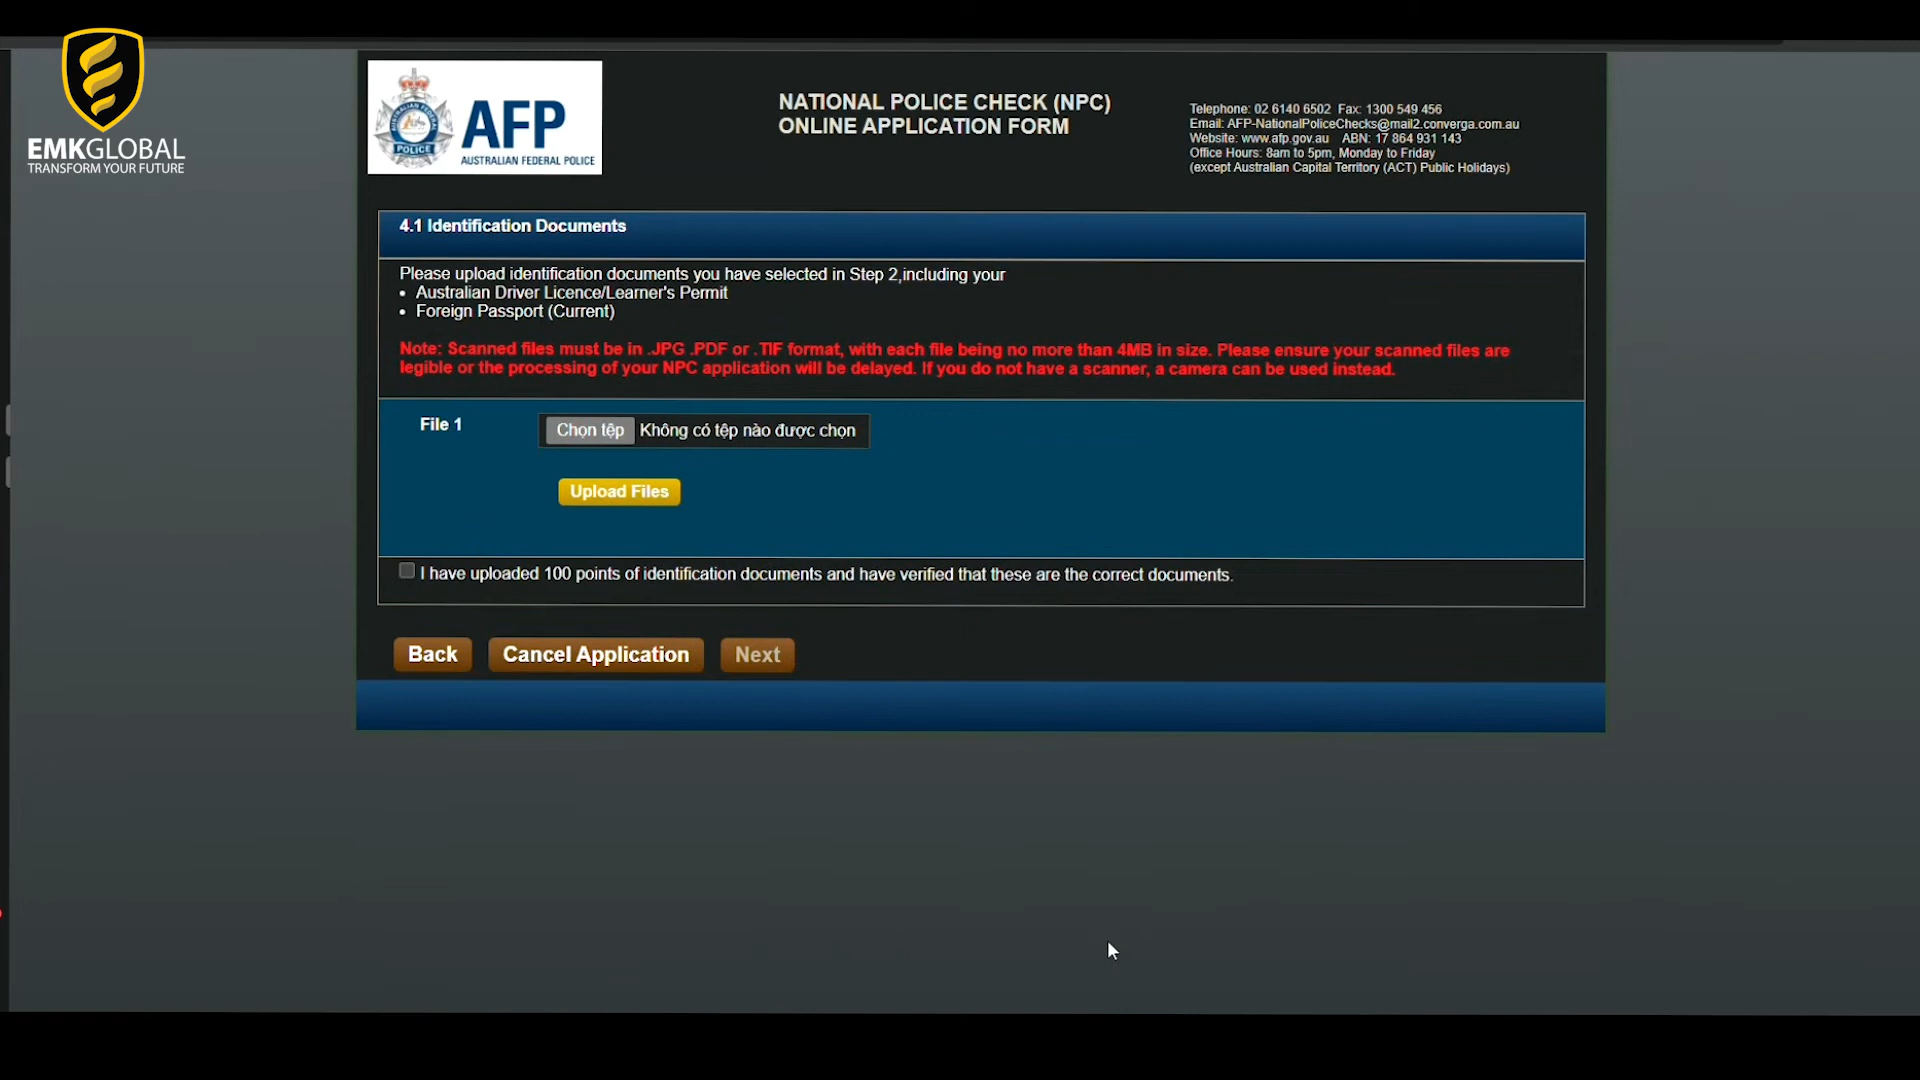 EMKGLOBAL
TRANSFORM YOUR FUTURE
AFP
AUSTRALIAN FEDERAL POLICE
POLICE
NATIONAL POLICE CHECK (NPC)
ONLINE APPLICATION FORM
Telephone: 02 6140 6502 Fax: 1300 549 456
Email: AFP-NationalPoliceChecks@mail2.converga.com.au
Website: www.afp.gov.au ABN: 17 864 931 143
Office Hours: 8am to 5pm, Monday to Friday
(except Australian Capital Territory (ACT) Public Holidays)
4.1 Identification Documents
Please upload identification documents you have selected in Step 2,including your
• Australian Driver Licence/Learner's Permit
• Foreign Passport (Current)
Note: Scanned files must be in .JPG .PDF or .TIF format, with each file being no more than 4MB in size. Please ensure your scanned files are
legible or the processing of your NPC application will be delayed. If you do not have a scanner, a camera can be used instead.
File 1 Chọn tệp Không có tệp nào được chọn
Upload Files
I have uploaded 100 points of identification documents and have verified that these are the correct documents.
Back Cancel Application Next